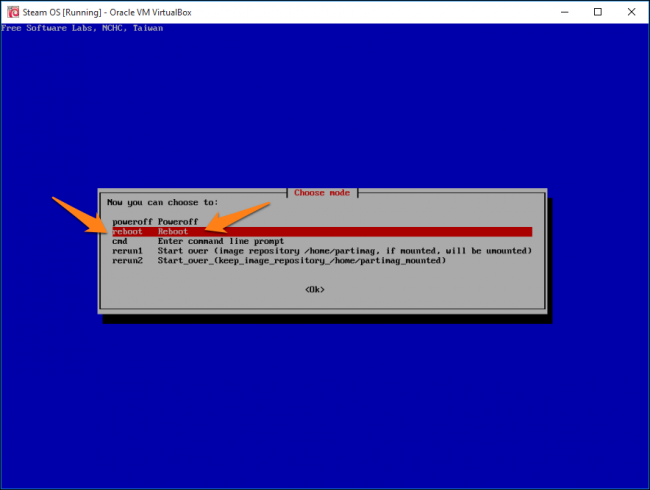 Steam OS [Running] - Oracle VM VirtualBox
Free Software Labs, NCHC, Taiwan
Choose mode
Now you can choose to:
poweroff Poweroff
reboot Reboot
cmd Enter command line prompt
rerun1 Start over (image repository /home/partimag, if mounted, will be umounted)
rerun2 Start_over_(keep_image_repository_/home/partimag_mounted)
<Ok>